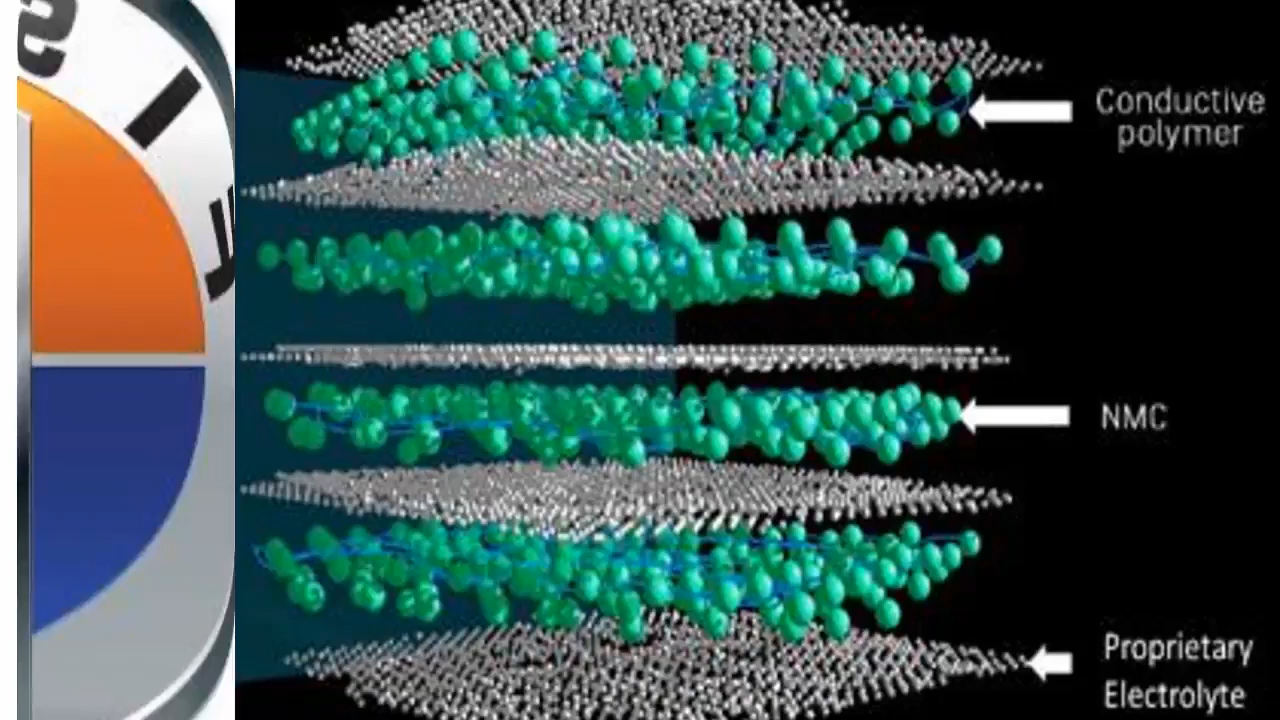 Conductive
polymer
NMC
Proprietary
Electrolyte